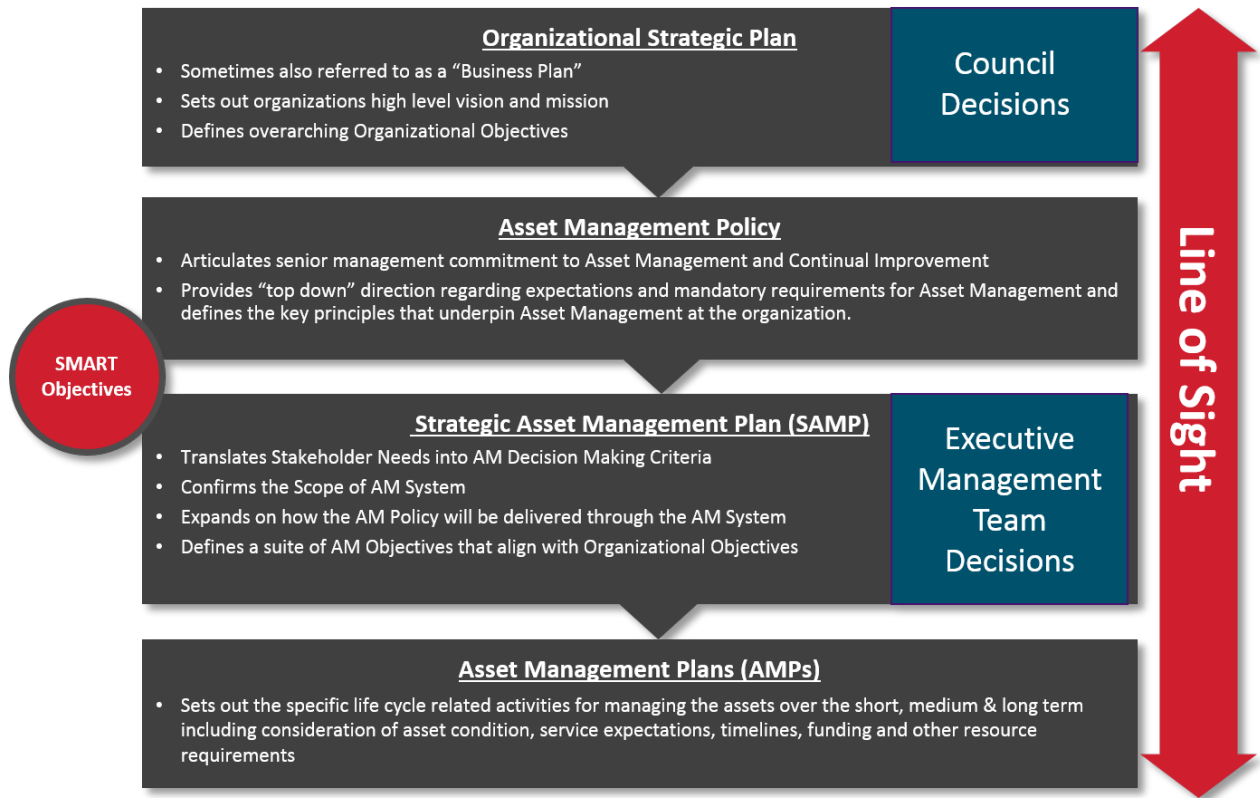 Organizational Strategic Plan
• Sometimes also referred to as a “Business Plan”
• Sets out organizations high level vision and mission
• Defines overarching Organizational Objectives
Council
Decisions
Asset Management Policy
• Articulates senior management commitment to Asset Management and Continual Improvement
• Provides “top down” direction regarding expectations and mandatory requirements for Asset Management and
defines the key principles that underpin Asset Management at the organization.
SMART
Objectives
Strategic Asset Management Plan (SAMP)
• Translates Stakeholder Needs into AM Decision Making Criteria
• Confirms the Scope of AM System
• Expands on how the AM Policy will be delivered through the AM System
• Defines a suite of AM Objectives that align with Organizational Objectives
Executive
Management
Team
Decisions
Asset Management Plans (AMPs)
• Sets out the specific life cycle related activities for managing the assets over the short, medium & long term
including consideration of asset condition, service expectations, timelines, funding and other resource
requirements
Line of Sight